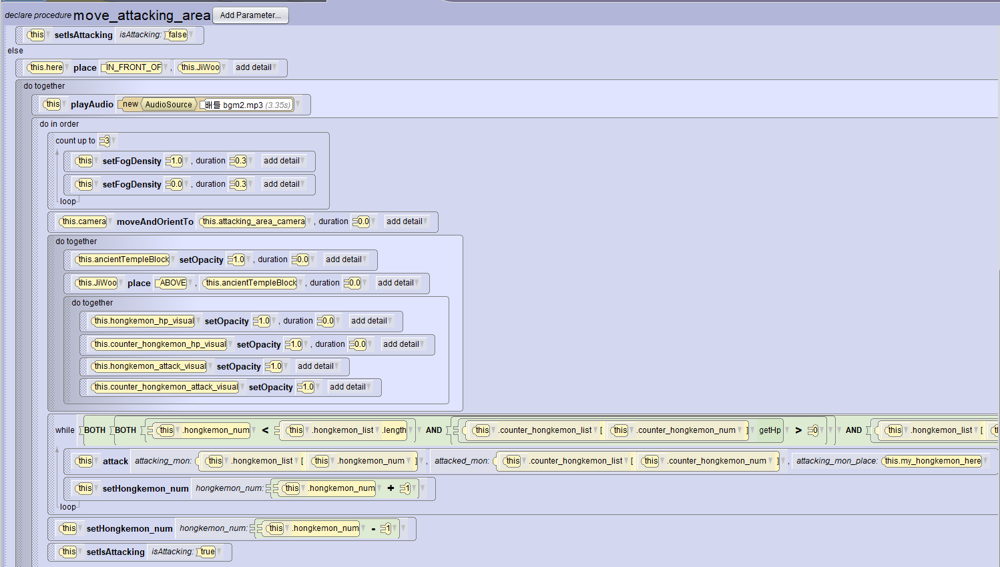 declare procedure move_attacking_area Add Parameter...
this setIsAttacking isAttacking: false
else
this.here place IN_FRONT_OF , this.JiWoo add detail
do together
this playAudio new AudioSource 배틀 bgm2.mp3 (3.35s)
do in order
count up to 3
this setFogDensity 1.0 , duration 0.3 add detail
this setFogDensity 0.0 , duration 0.3 add detail
loop
this.camera moveAndOrientTo this.attacking_area_camera , duration 0.0 add detail
do together
this.ancientTempleBlock setOpacity 1.0 , duration 0.0 add detail
this.JiWoo place ABOVE , this.ancientTempleBlock , duration 0.0 add detail
do together
this.hongkemon_hp_visual setOpacity 1.0 , duration 0.0 add detail
this.counter_hongkemon_hp_visual setOpacity 1.0 , duration 0.0 add detail
this.hongkemon_attack_visual setOpacity 1.0 add detail
this.counter_hongkemon_attack_visual setOpacity 1.0 add detail
while BOTH BOTH this .hongkemon_num < this .hongkemon_list .length AND this .counter_hongkemon_list [ this .counter_hongkemon_num ] getHp > 0 AND this .hongkemon_list [
this attack attacking_mon: this .hongkemon_list [ this .hongkemon_num ] , attacked_mon: this .counter_hongkemon_list [ this .counter_hongkemon_num ] , attacking_mon_place: this.my_hongkemon_here
this setHongkemon_num hongkemon_num: this .hongkemon_num + 1
loop
this setHongkemon_num hongkemon_num: this .hongkemon_num - 1
this setIsAttacking isAttacking: true